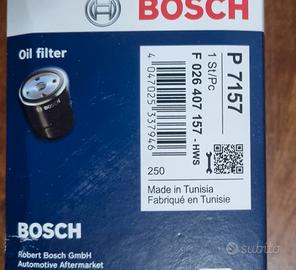 BOSCH
Oil filter
P 7157
1 St/Pc
F 026 407 157 -HWS
4 047025 337946
250
Made in Tunisia
Fabriqué en Tunisie
BOSCH
Robert Bosch GmbH
Automotive Aftermarket
subito